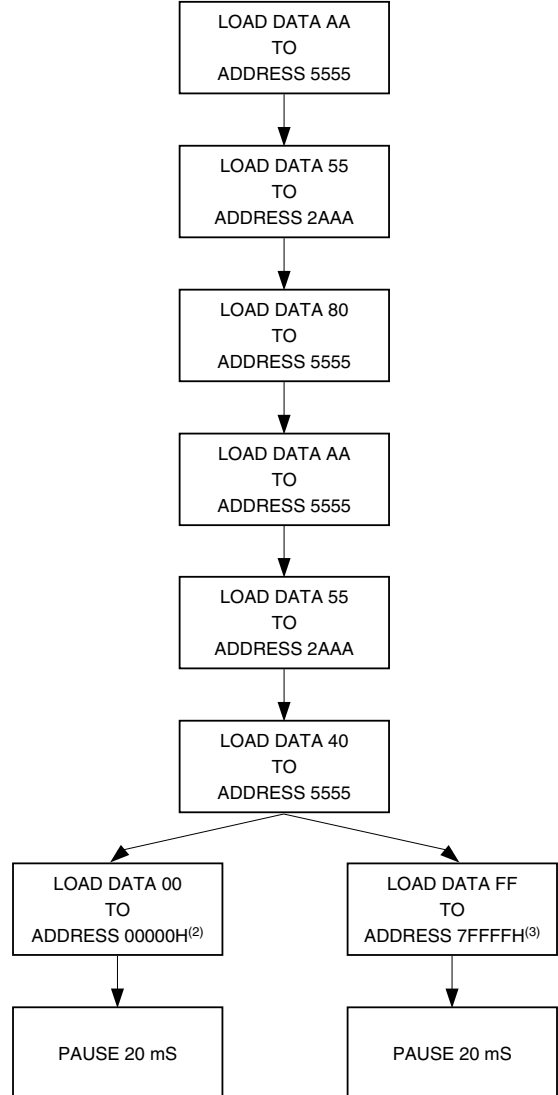 LOAD DATA AA
TO
ADDRESS 5555
LOAD DATA 55
TO
ADDRESS 2AAA
LOAD DATA 80
TO
ADDRESS 5555
LOAD DATA AA
TO
ADDRESS 5555
LOAD DATA 55
TO
ADDRESS 2AAA
LOAD DATA 40
TO
ADDRESS 5555
LOAD DATA 00
TO
ADDRESS 00000H(2)
LOAD DATA FF
TO
ADDRESS 7FFFFH(3)
PAUSE 20 mS
PAUSE 20 mS